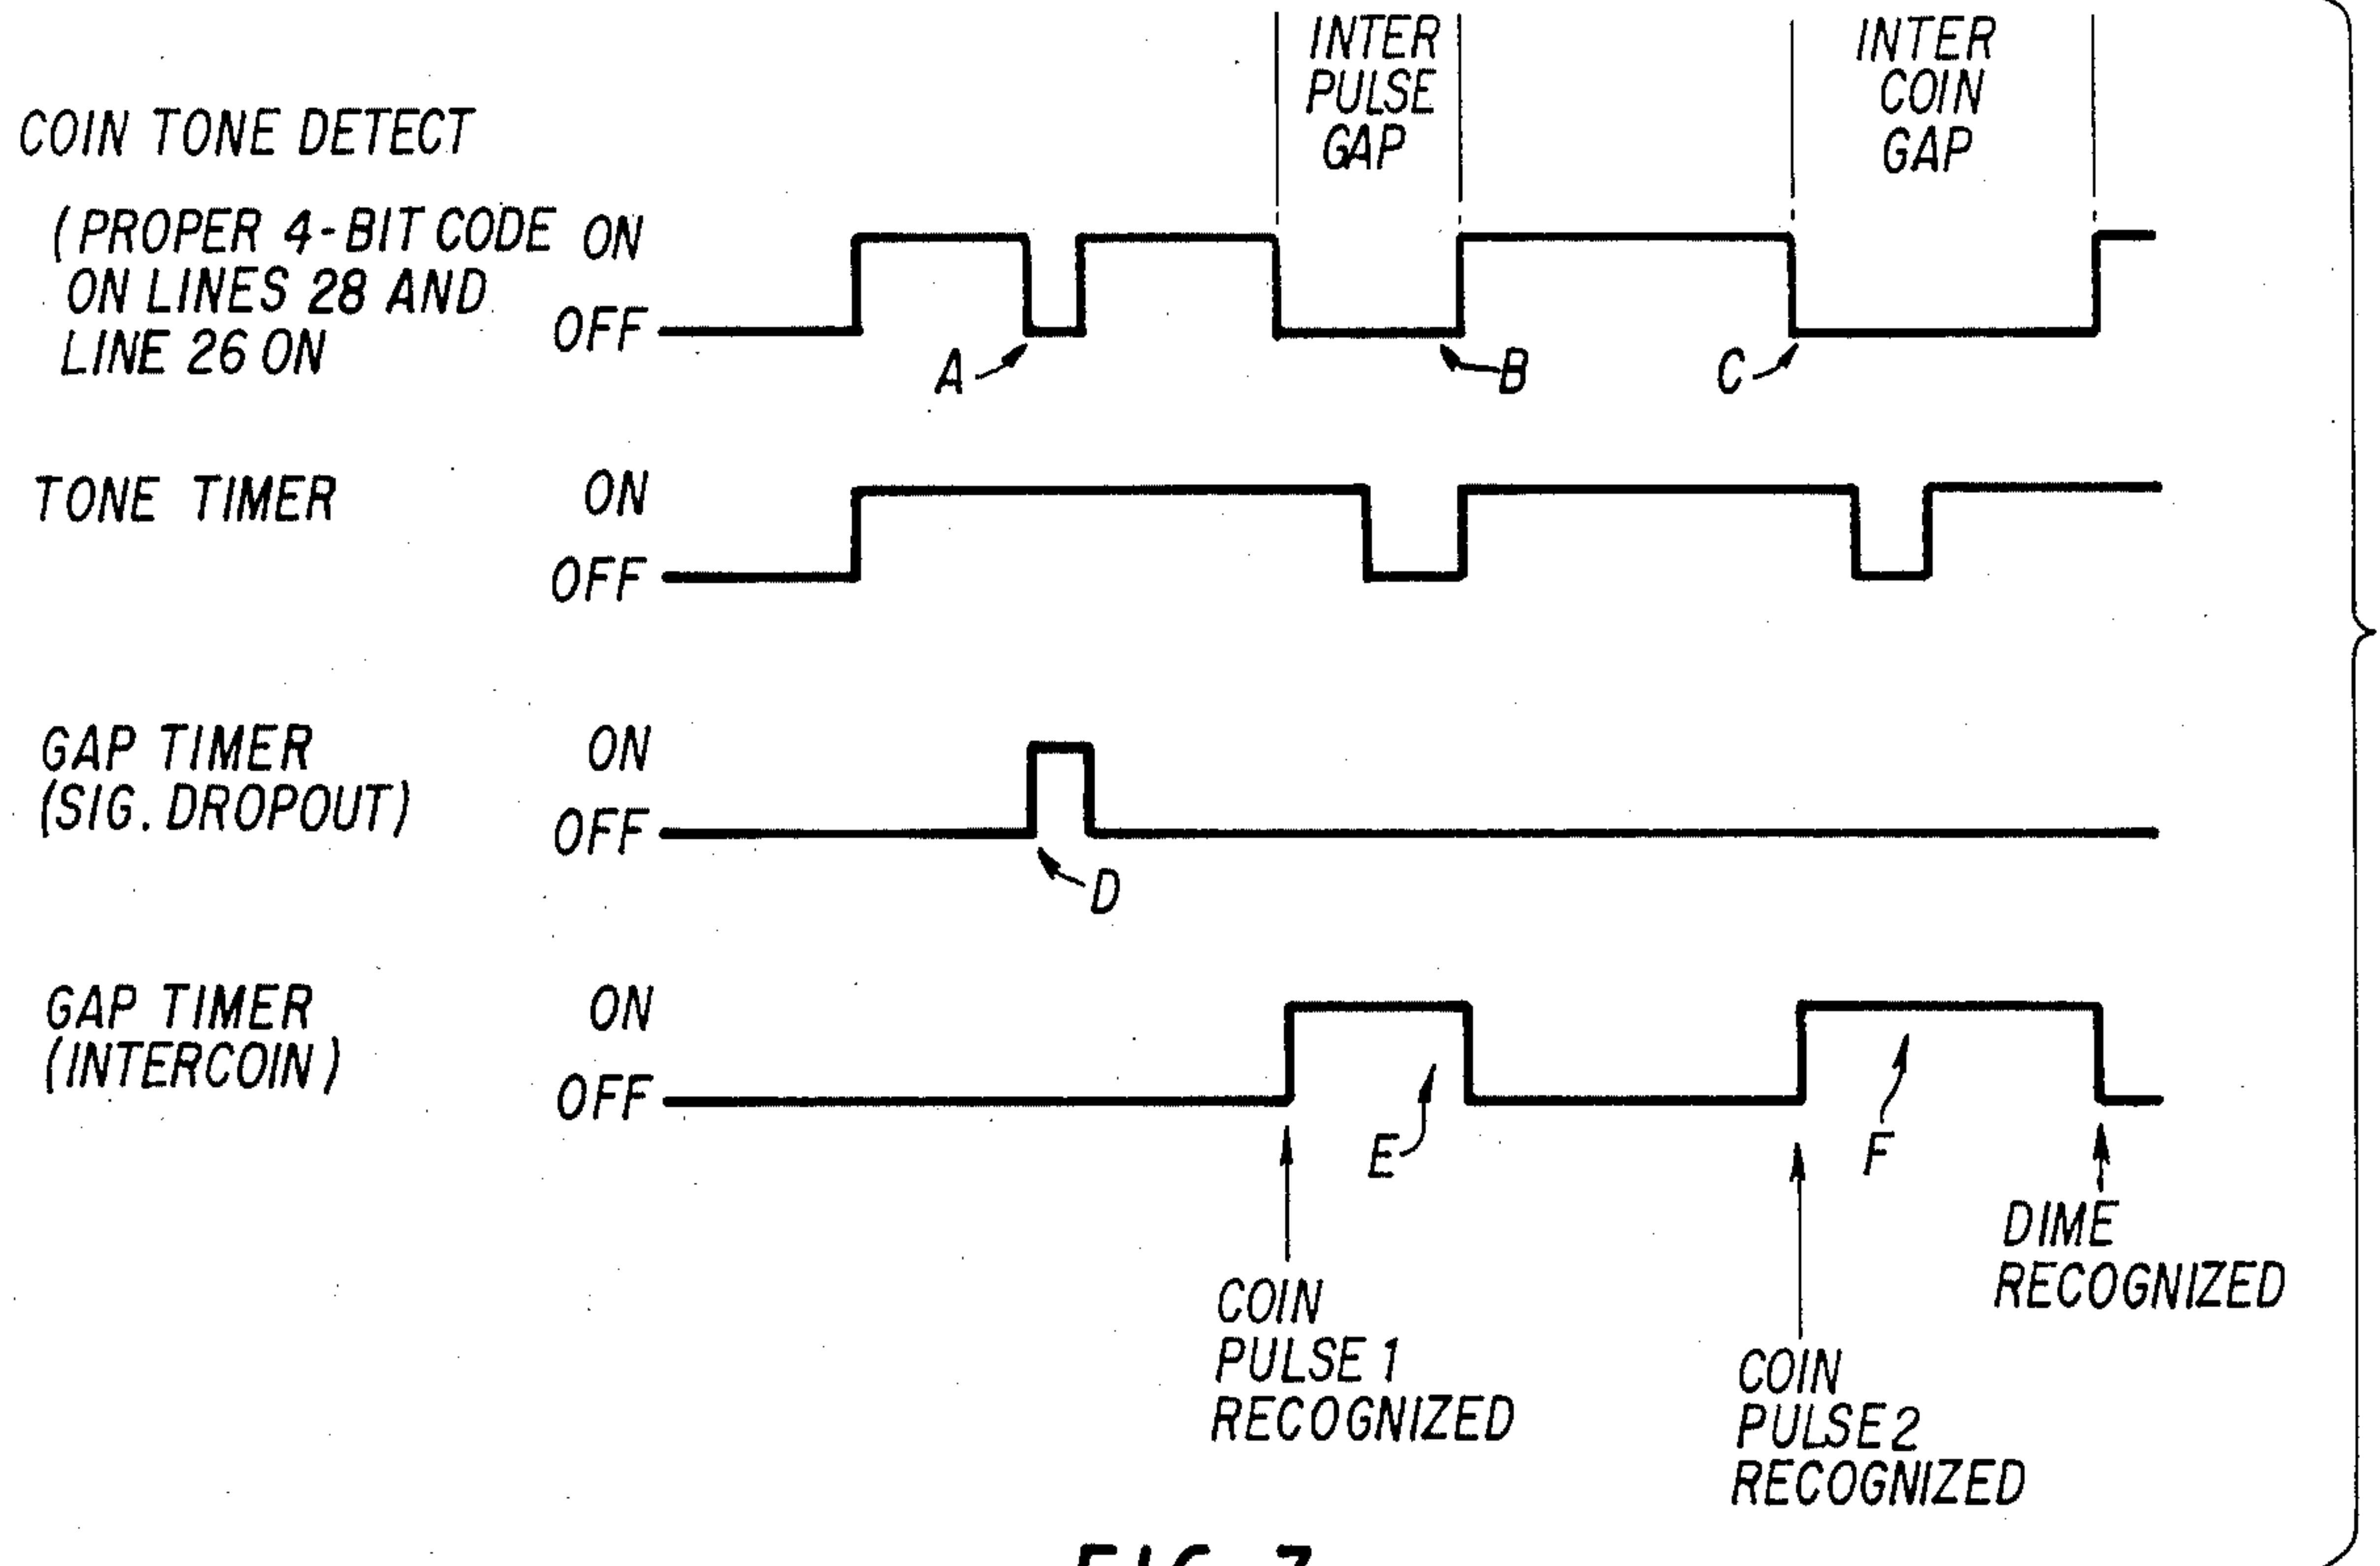 INTER
PULSE
GAP
INTER
COIN
GAP
COIN TONE DETECT
(PROPER 4-BIT CODE
ON LINES 28 AND
LINE 26 ON
ON
OFF
A
B
C
TONE TIMER
ON
OFF
GAP TIMER
(SIG. DROPOUT)
ON
OFF
D
GAP TIMER
(INTERCOIN)
ON
OFF
E
F
COIN
PULSE 1
RECOGNIZED
COIN
PULSE 2
RECOGNIZED
DIME
RECOGNIZED